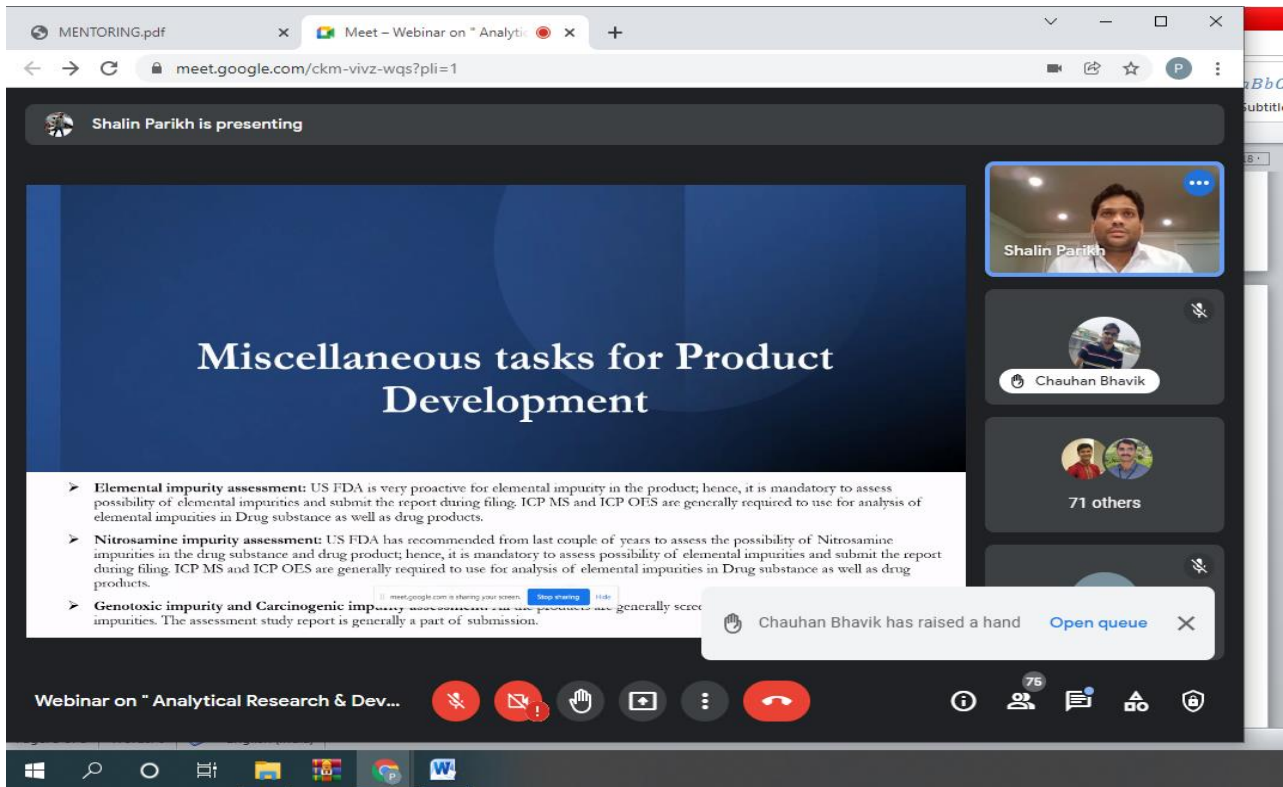 MENTORING.pdf
Meet – Webinar on " Analytic
meet.google.com/ckm-vivz-wqs?pli=1
P
Shalin Parikh is presenting
Miscellaneous tasks for Product
Development
➢ Elemental impurity assessment: US FDA is very proactive for elemental impurity in the product; hence, it is mandatory to assess
possibility of elemental impurities and submit the report during filing. ICP MS and ICP OES are generally required to use for analysis of
elemental impurities in Drug substance as well as drug products.
➢ Nitrosamine impurity assessment: US FDA has recommended from last couple of years to assess the possibility of Nitrosamine
impurities in the drug substance and drug product; hence, it is mandatory to assess possibility of elemental impurities and submit the report
during filing. ICP MS and ICP OES are generally required to use for analysis of elemental impurities in Drug substance as well as drug
products.
meet.google.com is sharing your screen. Stop sharing Hide
➢ Genotoxic impurity and Carcinogenic
generally
impurities. The assessment study report is generally a part of submission.
Shalin Parikh
Chauhan Bhavik
71 others
Chauhan Bhavik has raised a hand Open queue
Webinar on " Analytical Research & Dev...
75